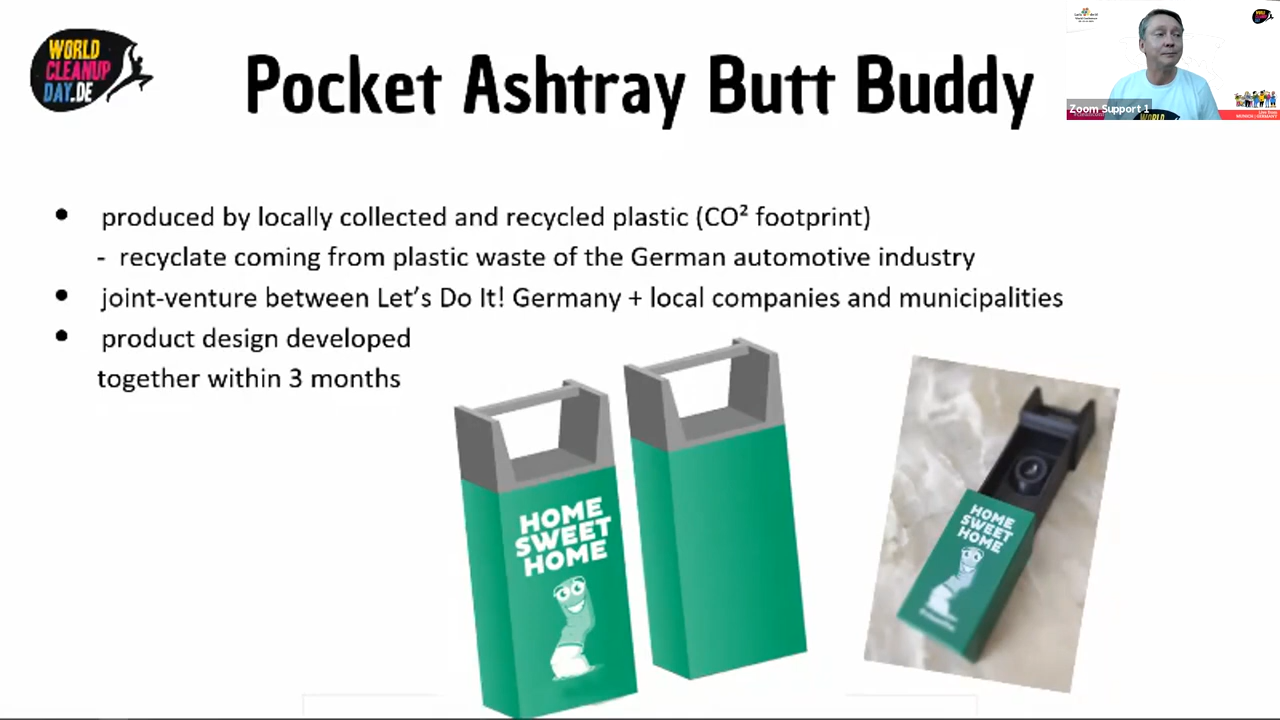 WORLD
CLEANUP
DAY.DE
Pocket Ashtray Butt Buddy
Zoom Support 1
WORLD
• produced by locally collected and recycled plastic (CO² footprint)
- recyclate coming from plastic waste of the German automotive industry
• joint-venture between Let's Do It! Germany + local companies and municipalities
• product design developed
together within 3 months
HOME
SWEET
HOME
HOME
SWEET
HOME